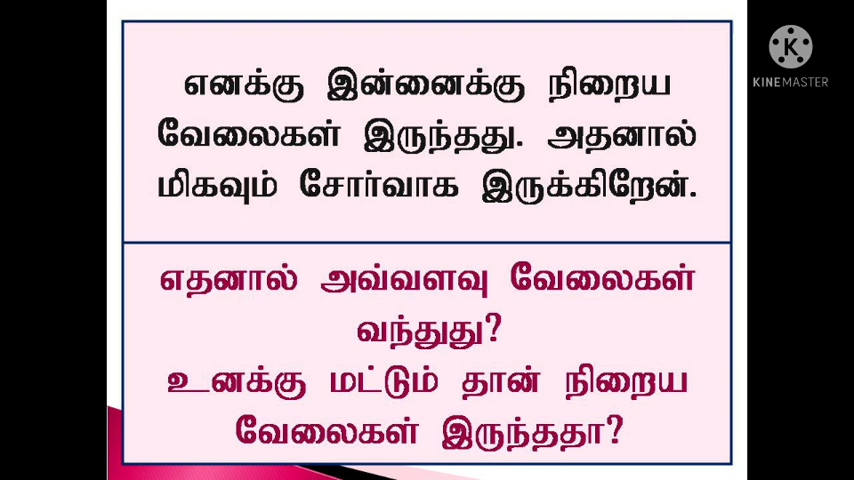 எனக்கு இன்னைக்கு நிறைய
வேலைகள் இருந்தது. அதனால்
மிகவும் சோர்வாக இருக்கிறேன்.
எதனால் அவ்வளவு வேலைகள்
வந்துது?
உனக்கு மட்டும் தான் நிறைய
வேலைகள் இருந்ததா?
KINEMASTER